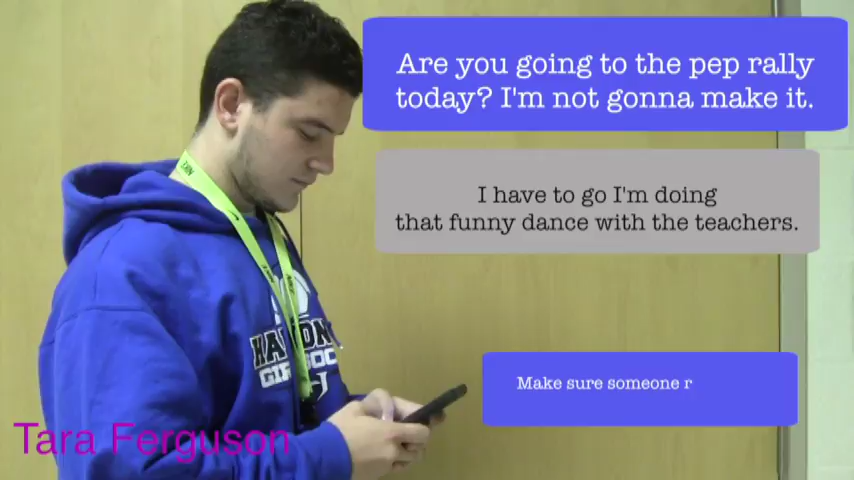 Are you going to the pep rally
today? I'm not gonna make it.
I have to go I'm doing
that funny dance with the teachers.
Make sure someone r
NIKE
Tara Ferguson